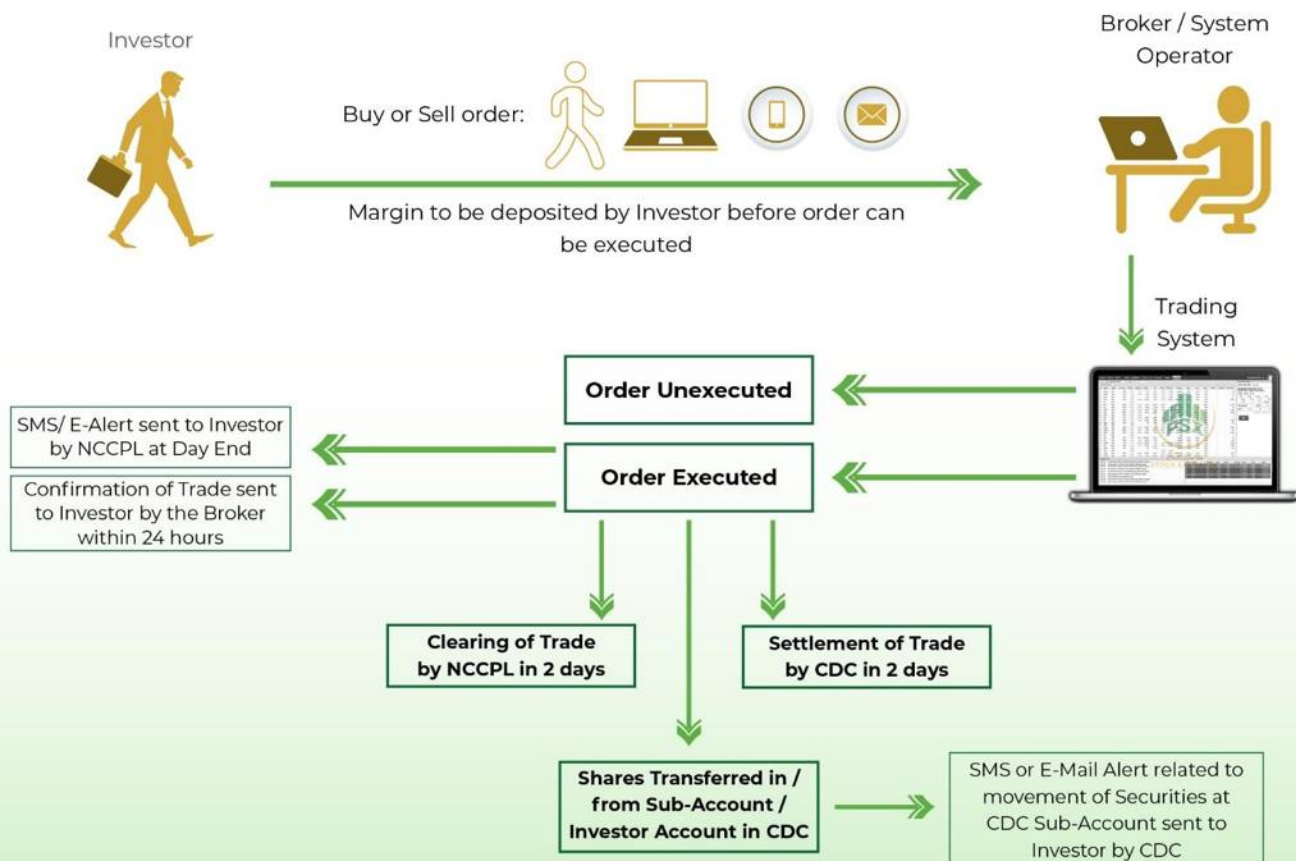 Investor
Broker / System
Operator
Buy or Sell order:
Margin to be deposited by Investor before order can
be executed
Trading
System
Order Unexecuted
SMS/ E-Alert sent to Investor
by NCCPL at Day End
Order Executed
Confirmation of Trade sent
to Investor by the Broker
within 24 hours
Clearing of Trade
by NCCPL in 2 days
Settlement of Trade
by CDC in 2 days
Shares Transferred in /
from Sub-Account /
Investor Account in CDC
SMS or E-Mail Alert related to
movement of Securities at
CDC Sub-Account sent to
Investor by CDC